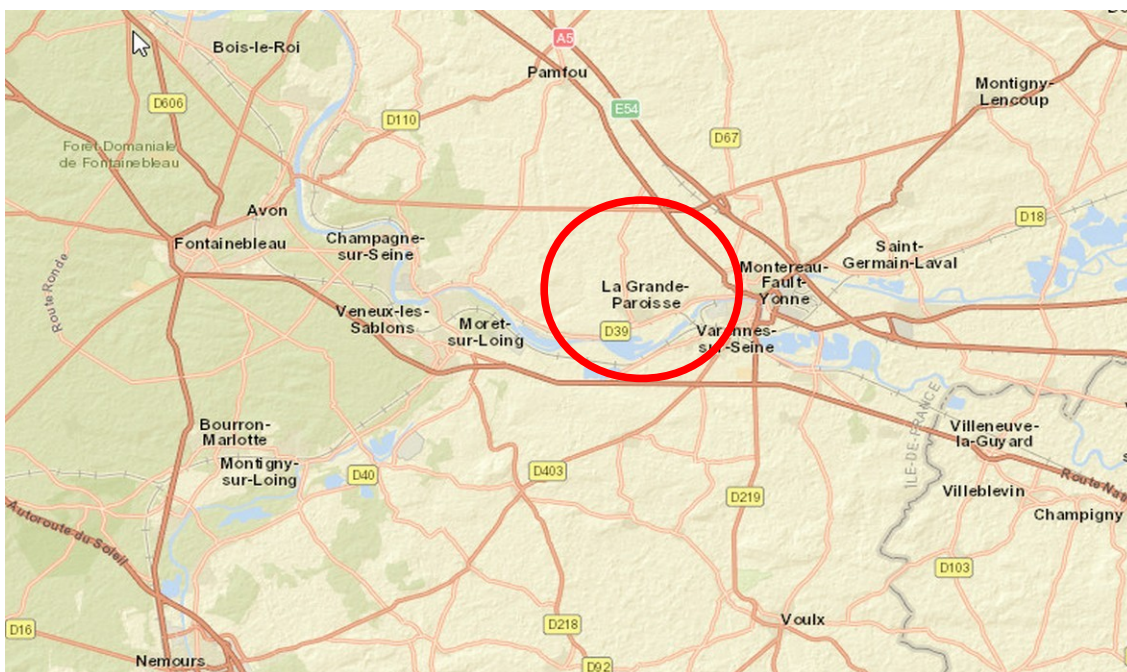 Bois-le-Roi
A5
Pamfou
Montigny-
Lencoup
D606
E54
D110
D67
Forêt Domaniale
de Fontainebleau
Avon
D18
Fontainebleau
Champagne-
sur-Seine
Saint-
Germain-Laval
Montereau-
Fault-
Yonne
Route Ronde
La Grande-
Paroisse
Veneux-les-
Sablons
Moret-
sur-Loing
D39
Varennes-
sur-Seine
ILE-DE-FRANCE
Bourron-
Marlotte
Villeneuve-
la-Guyard
Montigny-
sur-Loing
D40
D403
D219
Route Nat
Villeblevin
Champigny
Autoroute du Soleil
D103
D16
D218
Voulx
Nemours
D92